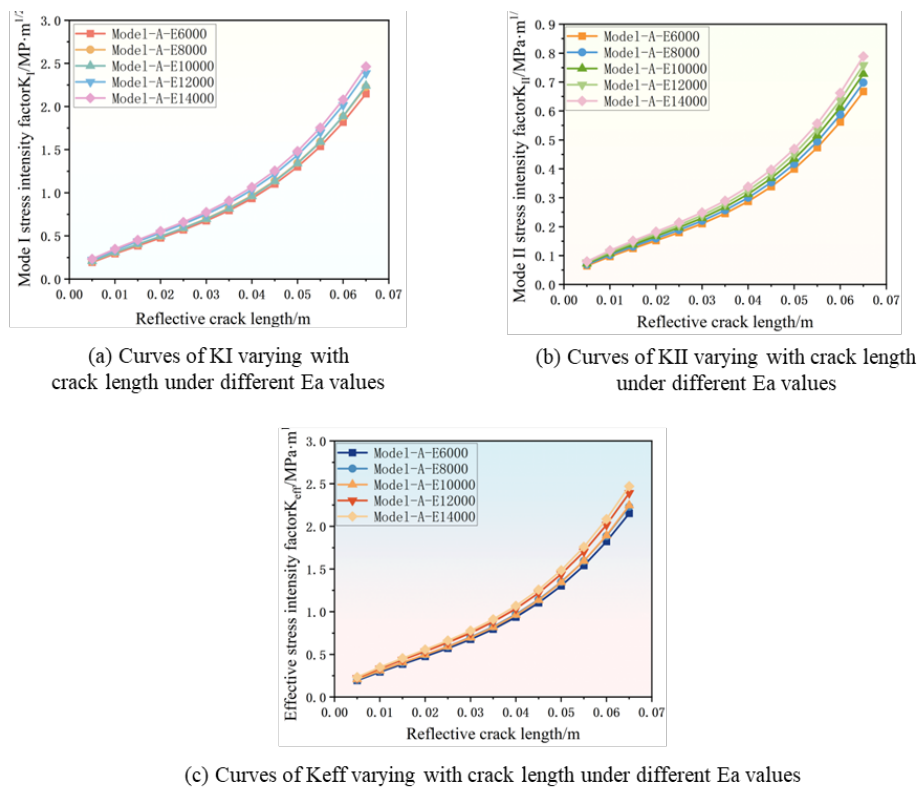 3.0
2.5
2.0
1.5
1.0
0.5
0.0
Mode I stress intensity factorK_I/MP·m^1/2
Model-A-E6000
Model-A-E8000
Model-A-E10000
Model-A-E12000
Model-A-E14000
0.00 0.01 0.02 0.03 0.04 0.05 0.06 0.07
Reflective crack length/m
(a) Curves of KI varying with
crack length under different Ea values
0.9
0.8
0.7
0.6
0.5
0.4
0.3
0.2
0.1
0.0
Mode II stress intensity factorK_II/MPa·m^1/
Model-A-E6000
Model-A-E8000
Model-A-E10000
Model-A-E12000
Model-A-E14000
0.00 0.01 0.02 0.03 0.04 0.05 0.06 0.07
Reflective crack length/m
(b) Curves of KII varying with crack length
under different Ea values
3.0
2.5
2.0
1.5
1.0
0.5
0.0
Effective stress intensity factorK_eff/MPa·m
Model-A-E6000
Model-A-E8000
Model-A-E10000
Model-A-E12000
Model-A-E14000
0.00 0.01 0.02 0.03 0.04 0.05 0.06 0.07
Reflective crack length/m
(c) Curves of Keff varying with crack length under different Ea values